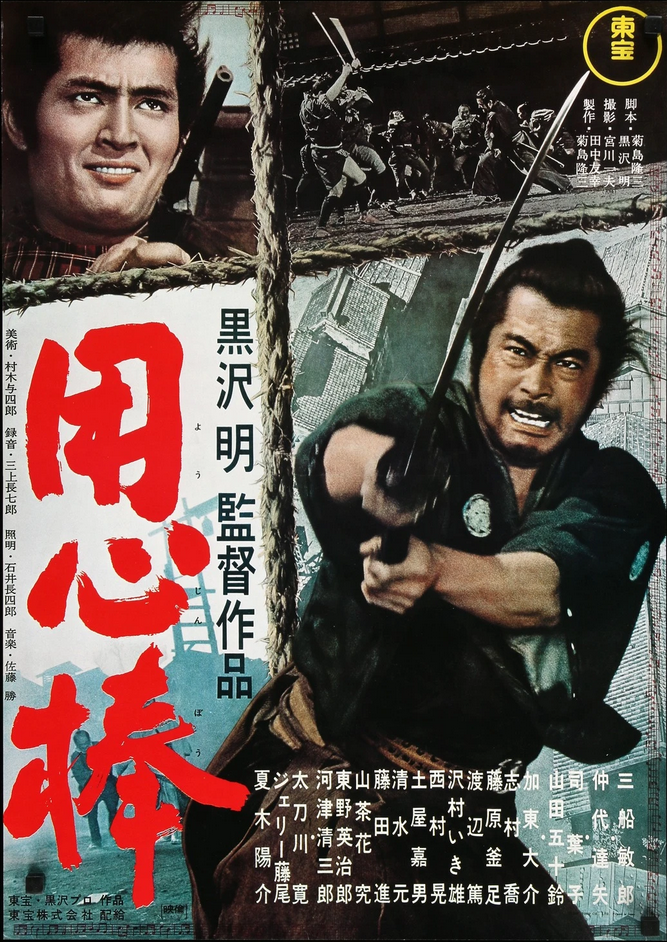 東宝
脚本・黒沢明
菊島隆三
撮影・宮川一夫
製作・田中友幸
菊島隆三
黒沢明監督作品
用心棒
ようじんぼう
美術・村木与四郎 録音・三上長七郎 照明・石井長四郎 音楽・佐藤 勝
三船敏郎
仲代達矢
司 葉子
山田五十鈴
加東大介
志村喬
藤原釜足
渡辺篤
沢村いき雄
西村晃
土屋嘉男
清水元
藤田進
山茶花究
東野英治郎
河津清三郎
太刀川寛
ジェリー藤尾
夏木陽介
東宝・黒沢プロ 作品
東宝株式会社 配給